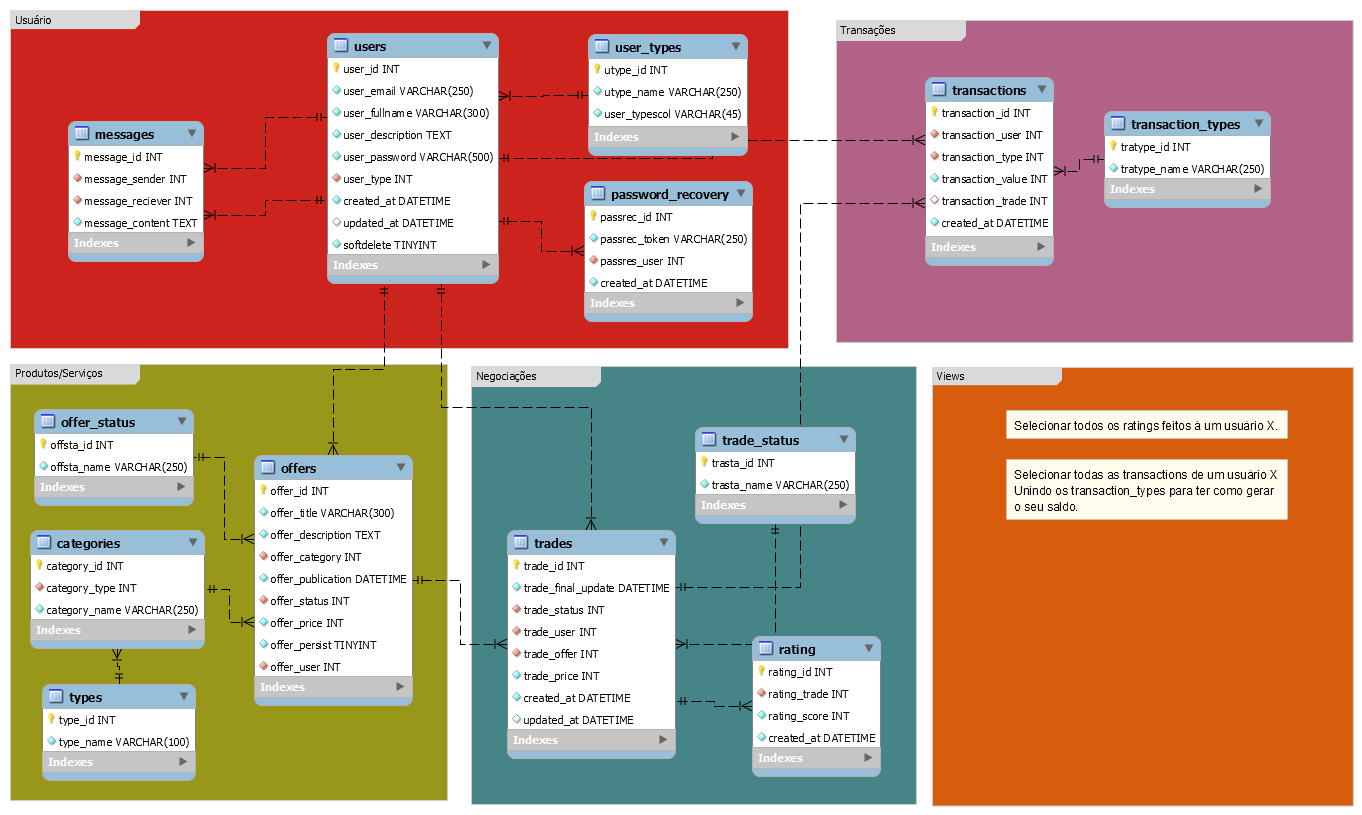 Usuário
users
user_id INT
user_email VARCHAR(250)
user_fullname VARCHAR(300)
user_description TEXT
user_password VARCHAR(500)
user_type INT
created_at DATETIME
updated_at DATETIME
softdelete TINYINT
Indexes
user_types
utype_id INT
utype_name VARCHAR(250)
user_typescol VARCHAR(45)
Indexes
messages
message_id INT
message_sender INT
message_reciever INT
message_content TEXT
Indexes
password_recovery
passrec_id INT
passrec_token VARCHAR(250)
passres_user INT
created_at DATETIME
Indexes
Transações
transactions
transaction_id INT
transaction_user INT
transaction_type INT
transaction_value INT
transaction_trade INT
created_at DATETIME
Indexes
transaction_types
tratype_id INT
tratype_name VARCHAR(250)
Indexes
Produtos/Serviços
offer_status
offsta_id INT
offsta_name VARCHAR(250)
Indexes
categories
category_id INT
category_type INT
category_name VARCHAR(250)
Indexes
types
type_id INT
type_name VARCHAR(100)
Indexes
offers
offer_id INT
offer_title VARCHAR(300)
offer_description TEXT
offer_category INT
offer_publication DATETIME
offer_status INT
offer_price INT
offer_persist TINYINT
offer_user INT
Indexes
Negociações
trade_status
trasta_id INT
trasta_name VARCHAR(250)
Indexes
trades
trade_id INT
trade_final_update DATETIME
trade_status INT
trade_user INT
trade_offer INT
trade_price INT
created_at DATETIME
updated_at DATETIME
Indexes
rating
rating_id INT
rating_trade INT
rating_score INT
created_at DATETIME
Indexes
Views
Selecionar todos os ratings feitos à um usuário X.
Selecionar todas as transactions de um usuário X
Unindo os transaction_types para ter como gerar
o seu saldo.